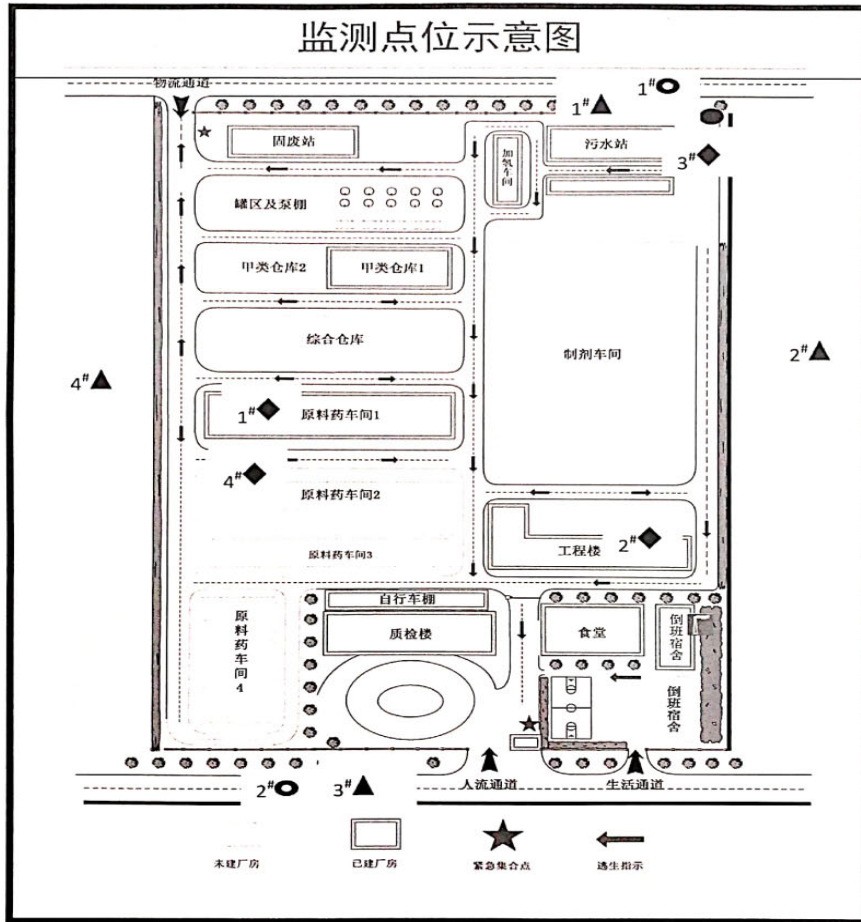 监测点位示意图
物流通道
1#
1#
固废站
加氢车间
污水站
3#
罐区及泵棚
甲类仓库2
甲类仓库1
综合仓库
制剂车间
4#
2#
1#
原料药车间1
4#
原料药车间2
原料药车间3
工程楼
2#
原料药车间4
自行车棚
质检楼
食堂
倒班宿舍
倒班宿舍
人流通道
生活通道
2#
3#
未建厂房
已建厂房
紧急集合点
逃生指示